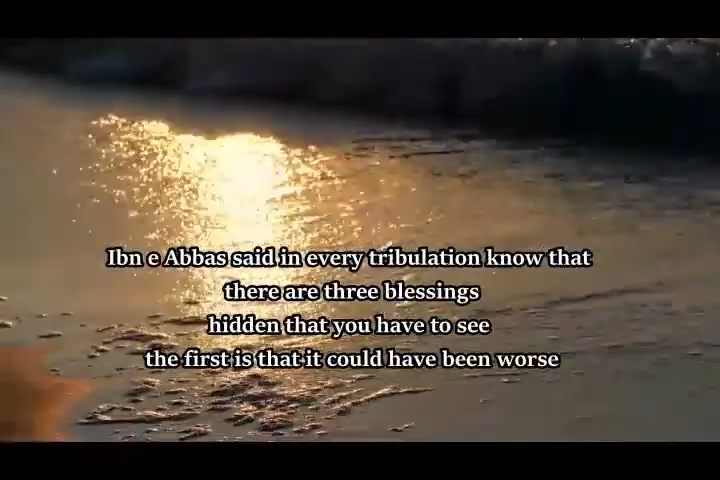 Ibn e Abbas said in every tribulation know that
there are three blessings
hidden that you have to see
the first is that it could have been worse